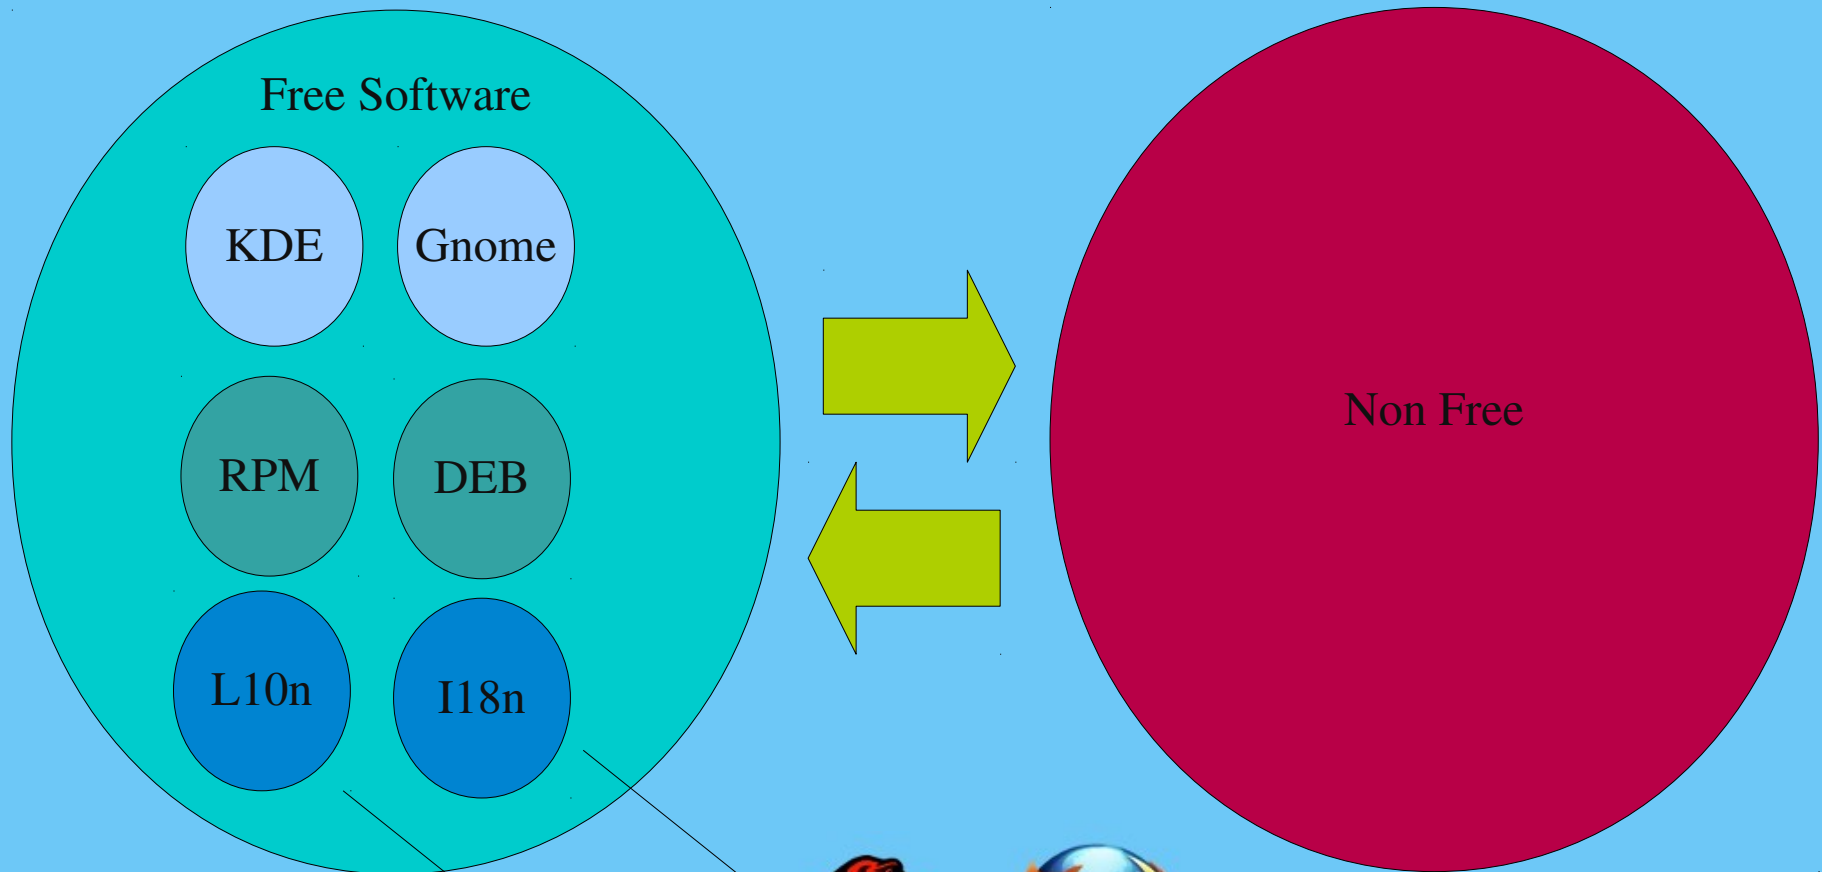 Free Software
KDE
Gnome
RPM
DEB
L10n
I18n
Non Free